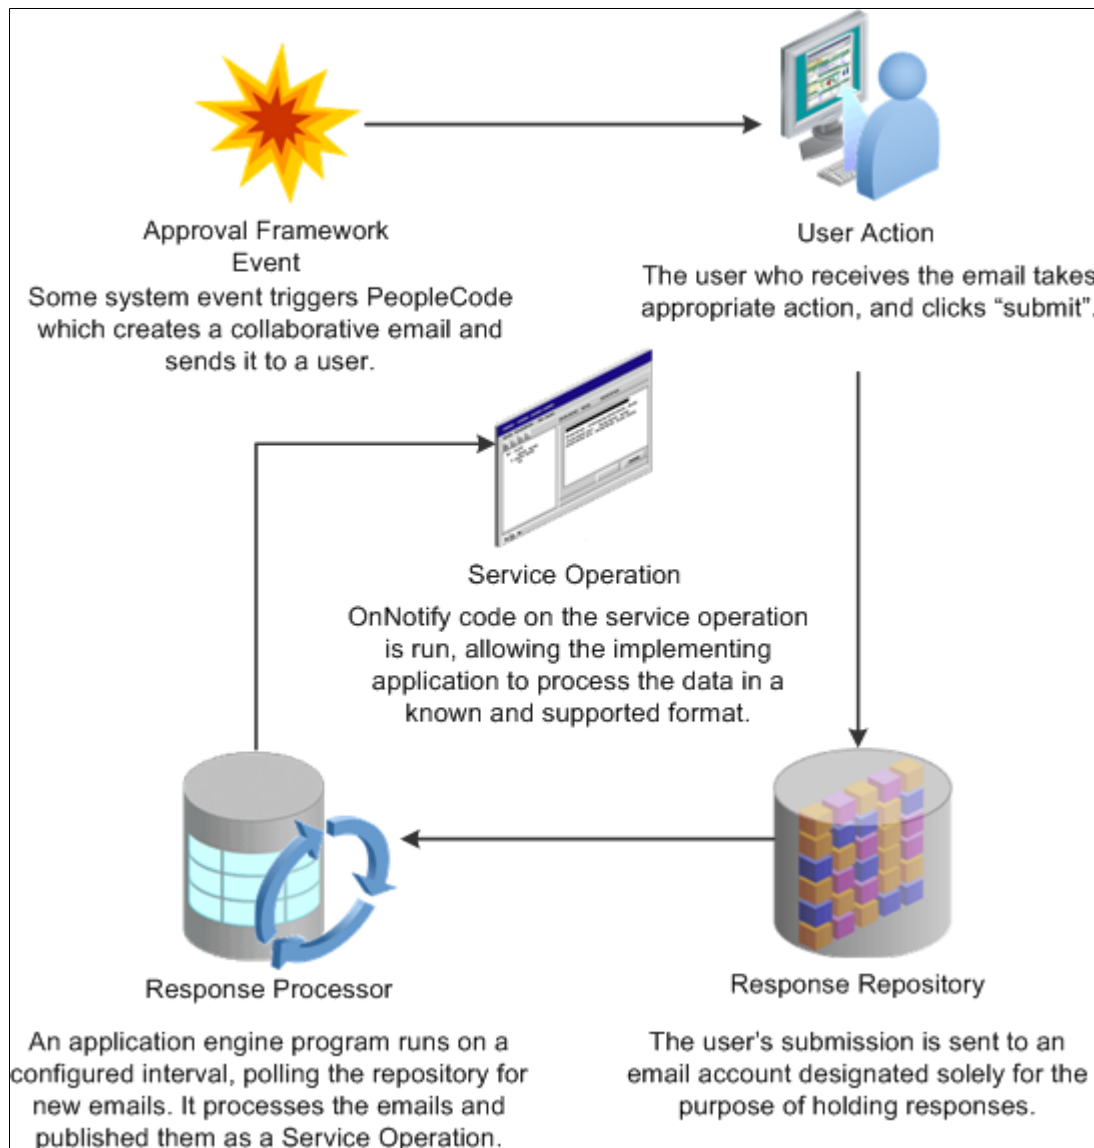 Approval Framework
Event
Some system event triggers PeopleCode
which creates a collaborative email and
sends it to a user.
User Action
The user who receives the email takes
appropriate action, and clicks “submit”.
Service Operation
OnNotify code on the service operation
is run, allowing the implementing
application to process the data in a
known and supported format.
Response Processor
An application engine program runs on a
configured interval, polling the repository for
new emails. It processes the emails and
published them as a Service Operation.
Response Repository
The user’s submission is sent to an
email account designated solely for the
purpose of holding responses.